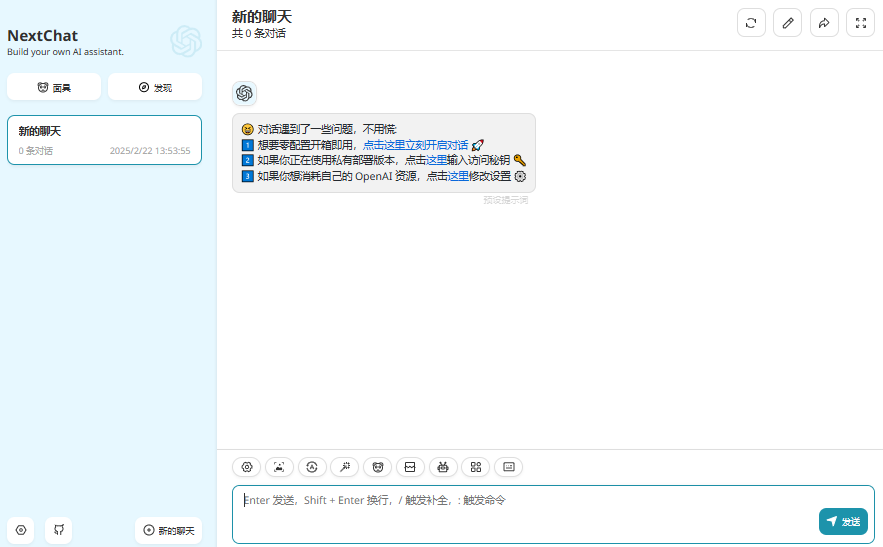 NextChat
Build your own AI assistant.
面具
发现
新的聊天
0 条对话 2025/2/22 13:53:55
新的聊天
新的聊天
共 0 条对话
😀 对话遇到了一些问题，不用慌:
1️⃣ 想要零配置开箱即用，点击这里立刻开启对话 🚀
2️⃣ 如果你正在使用私有部署版本，点击这里输入访问秘钥 🔑
3️⃣ 如果你想消耗自己的 OpenAI 资源，点击这里修改设置 ⚙️
预设提示词
Enter 发送，Shift + Enter 换行，/ 触发补全，: 触发命令
发送